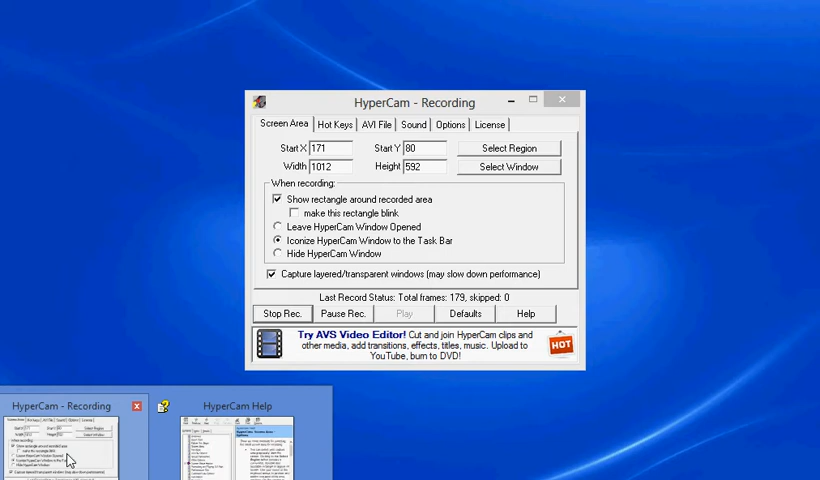 HyperCam - Recording
Screen Area Hot Keys AVI File Sound Options License
Start X 171 Start Y 80 Select Region
Width 1012 Height 592 Select Window
When recording:
Show rectangle around recorded area
make this rectangle blink
Leave HyperCam Window Opened
Iconize HyperCam Window to the Task Bar
Hide HyperCam Window
Capture layered/transparent windows (may slow down performance)
Last Record Status: Total frames: 179, skipped: 0
Stop Rec. Pause Rec. Play Defaults Help
Try AVS Video Editor! Cut and join HyperCam clips and
other media, add transitions, effects, titles, music. Upload to
YouTube, burn to DVD!
HOT
HyperCam - Recording
HyperCam Help